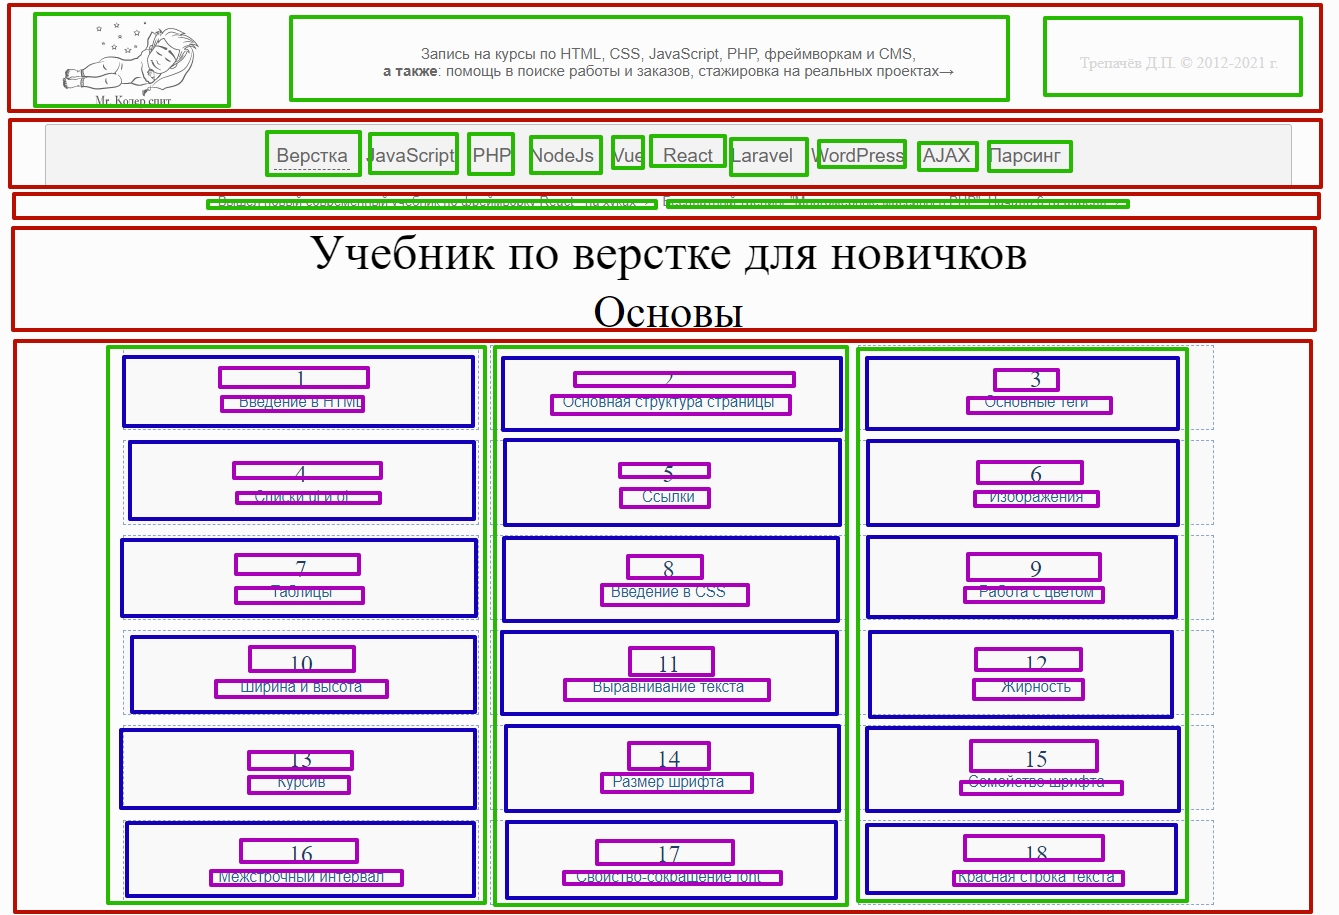 Mr. Кодер спит
Запись на курсы по HTML, CSS, JavaScript, PHP, фреймворкам и CMS,
а также: помощь в поиске работы и заказов, стажировка на реальных проектах→
Трепачёв Д.П. © 2012-2021 г.
Верстка JavaScript PHP NodeJs Vue React Laravel WordPress AJAX Парсинг
Учебник по верстке для новичков
Основы
1 2 3
Введение в HTML Основная структура страницы Основные теги
4 5 6
Списки ul и ol Ссылки Изображения
7 8 9
Таблицы Введение в CSS Работа с цветом
10 11 12
Ширина и высота Выравнивание текста Жирность
13 14 15
Курсив Размер шрифта Семейство шрифта
16 17 18
Межстрочный интервал Свойство-сокращение font Красная строка текста